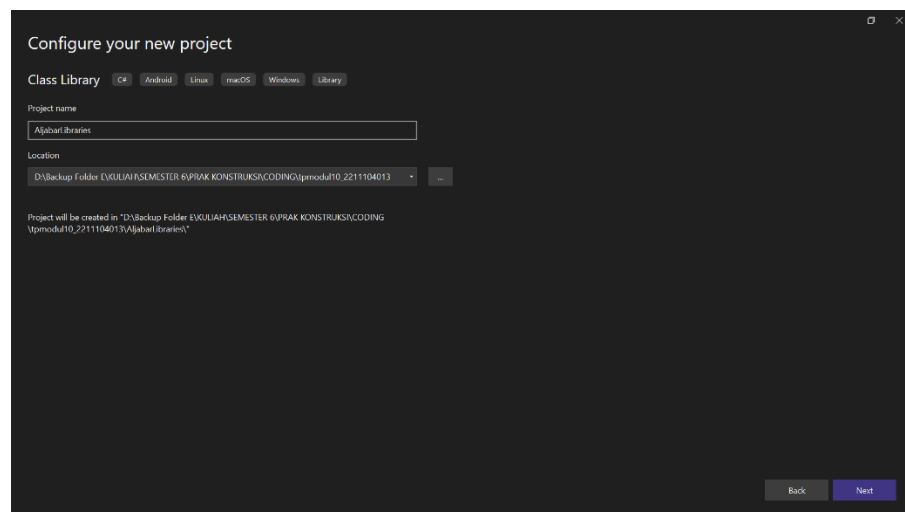 Configure your new project
Class Library C# Android Linux macOS Windows Library
Project name
AljabarLibraries
Location
D:\Backup Folder E\KULIAH\SEMESTER 6\PRAK KONSTRUKSI\CODING\tpmodul10_2211104013 ...
Project will be created in "D:\Backup Folder E\KULIAH\SEMESTER 6\PRAK KONSTRUKSI\CODING
\tpmodul10_2211104013\AljabarLibraries\"
Back Next